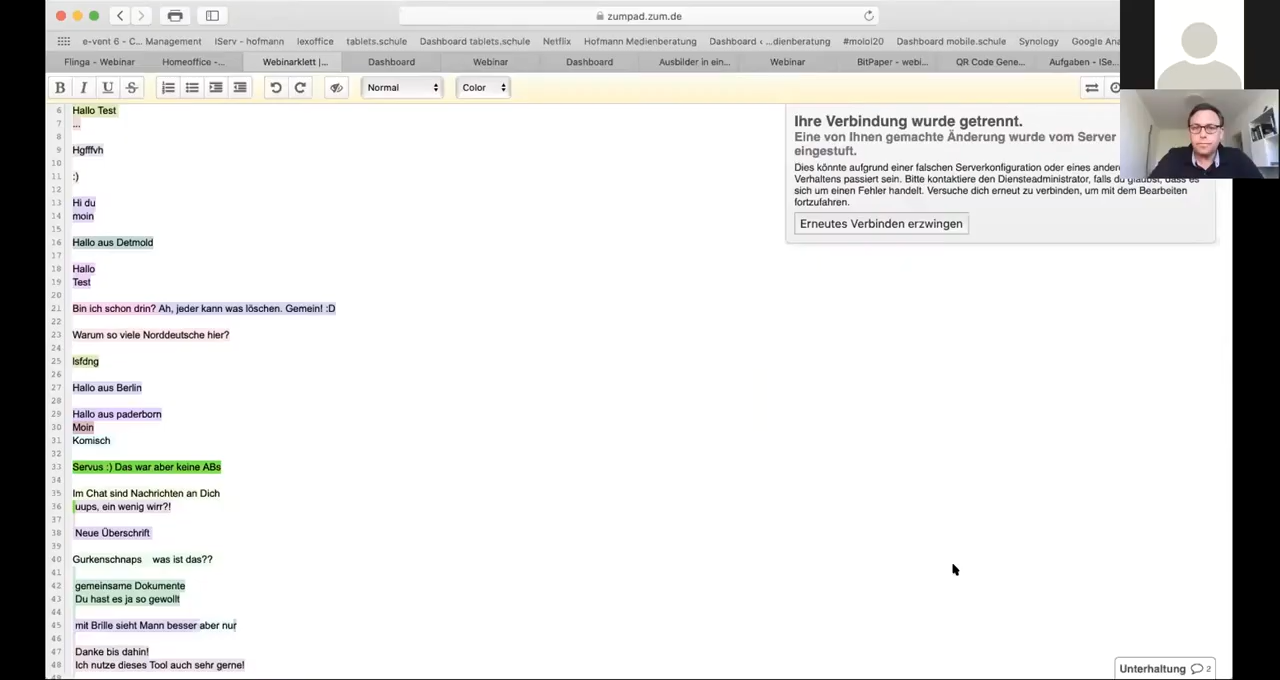 zumpad.zum.de
e-vent 6 - C... Management IServ - hofmann lexoffice tablets.schule Dashboard tablets.schule Netflix Hofmann Medienberatung Dashboard ‹ ...dienberatung #molol20 Dashboard mobile.schule Synology Google Ana
Flinga - Webinar Homeoffice -... Webinarklett |... Dashboard Webinar Dashboard Ausbilder in ein... Webinar BitPaper - webi... QR Code Gene... Aufgaben - ISe...
B I U S Normal Color
6 Hallo Test
7 ...
8
9 Hgfffvh
10
11 :)
12
13 Hi du
14 moin
15
16 Hallo aus Detmold
17
18 Hallo
19 Test
20
21 Bin ich schon drin? Ah, jeder kann was löschen. Gemein! :D
22
23 Warum so viele Norddeutsche hier?
24
25 lsfdng
26
27 Hallo aus Berlin
28
29 Hallo aus paderborn
30 Moin
31 Komisch
32
33 Servus :) Das war aber keine ABs
34
35 Im Chat sind Nachrichten an Dich
36 uups, ein wenig wirr?!
37
38 Neue Überschrift
39
40 Gurkenschnaps was ist das??
41
42 gemeinsame Dokumente
43 Du hast es ja so gewollt
44
45 mit Brille sieht Mann besser aber nur
46
47 Danke bis dahin!
48 Ich nutze dieses Tool auch sehr gerne!
49
Ihre Verbindung wurde getrennt.
Eine von Ihnen gemachte Änderung wurde vom Server
eingestuft.
Dies könnte aufgrund einer falschen Serverkonfiguration oder eines andere
Verhaltens passiert sein. Bitte kontaktiere den Diensteadministrator, falls du glaubst, dass es
sich um einen Fehler handelt. Versuche dich erneut zu verbinden, um mit dem Bearbeiten
fortzufahren.
Erneutes Verbinden erzwingen
Unterhaltung 2